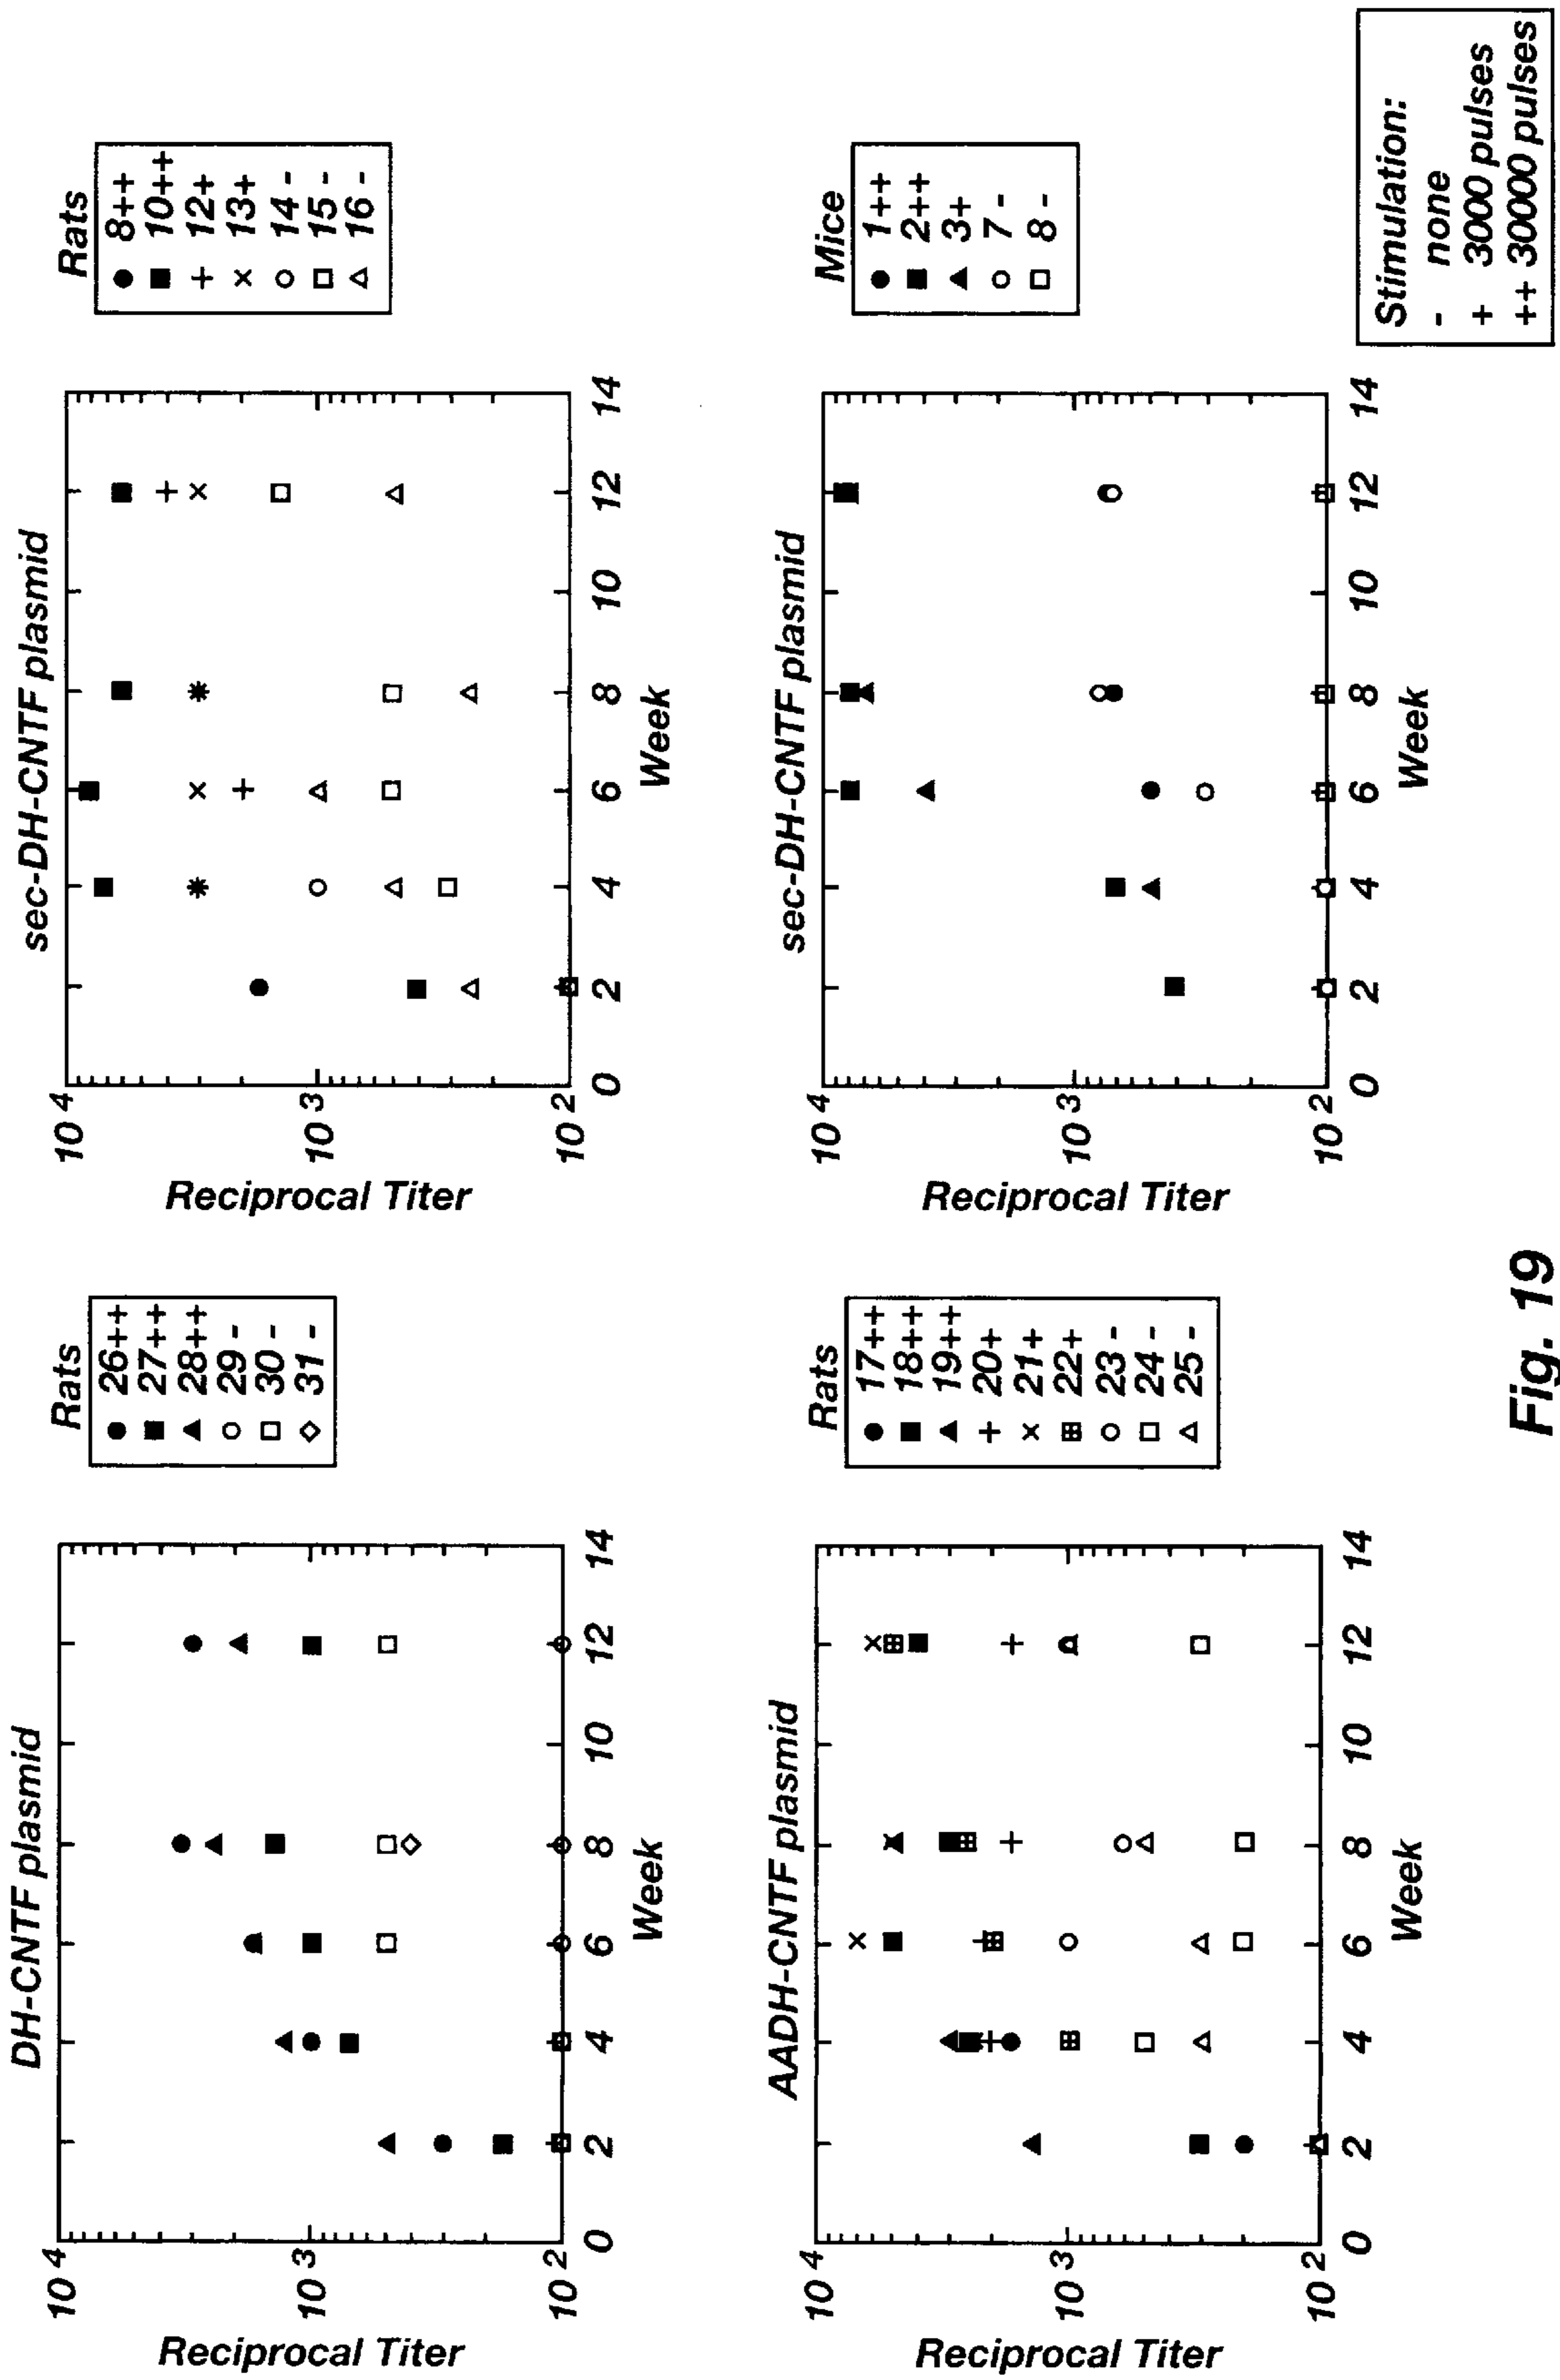 DH-CNTF plasmid
Reciprocal Titer
10 4
10 3
10 2
0 2 4 6 8 10 12 14
Week
Rats
26++
27++
28++
29 -
30 -
31 -
sec-DH-CNTF plasmid
Reciprocal Titer
10 4
10 3
10 2
0 2 4 6 8 10 12 14
Week
Rats
8++
10++
12+
13+
14 -
15 -
16 -
AADH-CNTF plasmid
Reciprocal Titer
10 4
10 3
10 2
0 2 4 6 8 10 12 14
Week
Rats
17++
18++
19++
20+
21+
22+
23 -
24 -
25 -
sec-DH-CNTF plasmid
Reciprocal Titer
10 4
10 3
10 2
0 2 4 6 8 10 12 14
Week
Mice
1++
2++
3+
7 -
8 -
Stimulation:
- none
+ 3000 pulses
++ 30000 pulses
Fig. 19